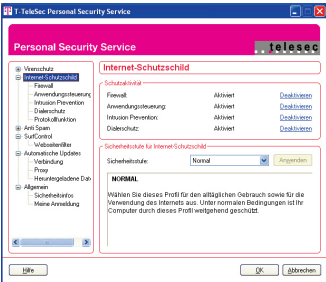 T-TeleSec Personal Security Service
Personal Security Service
telesec
Virenschutz
Internet-Schutzschild
Firewall
Anwendungssteuerung
Intrusion Prevention
Dialerschutz
Protokollfunktion
Anti Spam
SurfControl
Webseitenfilter
Automatische Updates
Verbindung
Proxy
Heruntergeladene Date
Allgemein
Sicherheitsinfos
Meine Anmeldung
Internet-Schutzschild
Schutzaktivität
Firewall: Aktiviert Deaktivieren
Anwendungssteuerung: Aktiviert Deaktivieren
Intrusion Prevention: Aktiviert Deaktivieren
Dialerschutz: Aktiviert Deaktivieren
Sicherheitsstufe für Internet-Schutzschild
Sicherheitsstufe: Normal Anwenden
NORMAL
Wählen Sie dieses Profil für den alltäglichen Gebrauch sowie für die
Verwendung des Internets aus. Unter normalen Bedingungen ist Ihr
Computer durch dieses Profil weitgehend geschützt.
Hilfe OK Abbrechen